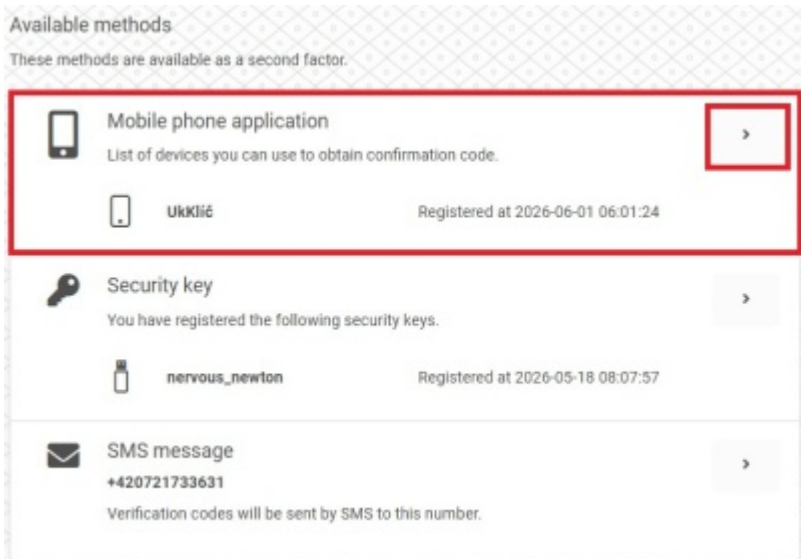 Available methods
These methods are available as a second factor.
Mobile phone application
List of devices you can use to obtain confirmation code.
UkKlíč Registered at 2026-06-01 06:01:24
Security key
You have registered the following security keys.
nervous_newton Registered at 2026-05-18 08:07:57
SMS message
+420721733631
Verification codes will be sent by SMS to this number.